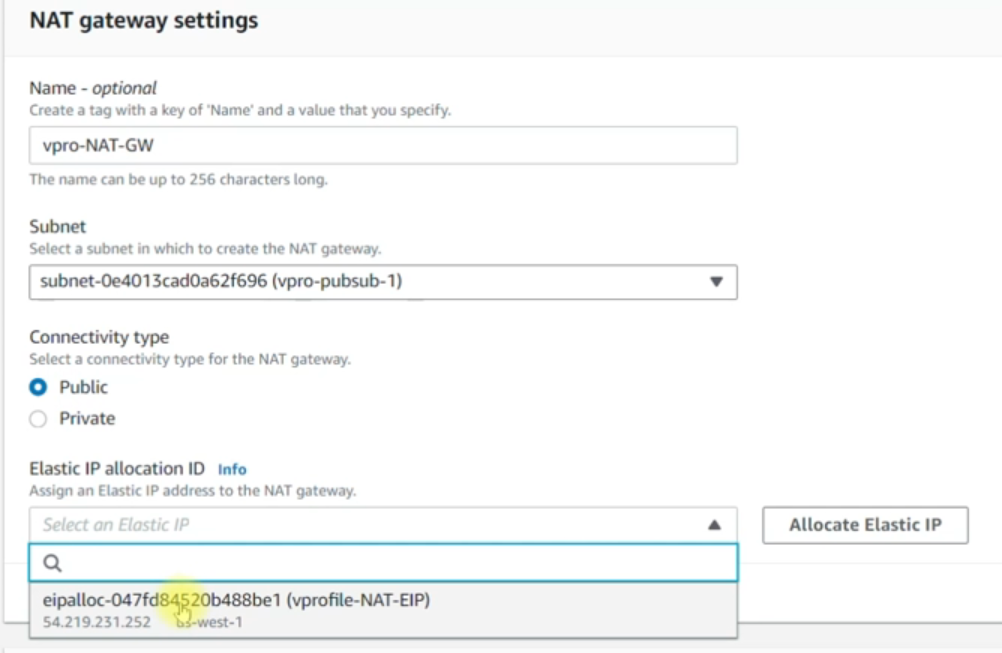 NAT gateway settings
Name - optional
Create a tag with a key of 'Name' and a value that you specify.
vpro-NAT-GW
The name can be up to 256 characters long.
Subnet
Select a subnet in which to create the NAT gateway.
subnet-0e4013cad0a62f696 (vpro-pubsub-1)
Connectivity type
Select a connectivity type for the NAT gateway.
Public
Private
Elastic IP allocation ID Info
Assign an Elastic IP address to the NAT gateway.
Select an Elastic IP
Allocate Elastic IP
eipalloc-047fd84520b488be1 (vprofile-NAT-EIP)
54.219.231.252 us-west-1